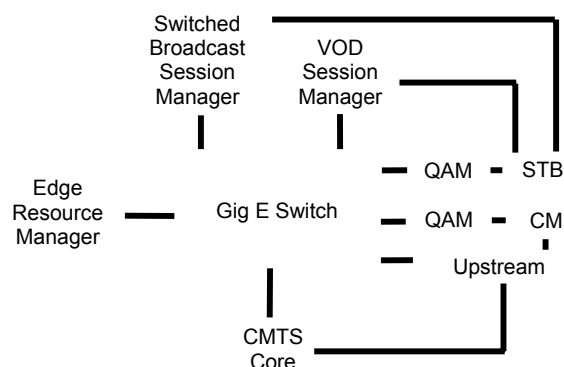 Switched
Broadcast
Session
Manager
VOD
Session
Manager
QAM
STB
Edge
Resource
Manager
Gig E Switch
QAM
CM
Upstream
CMTS
Core